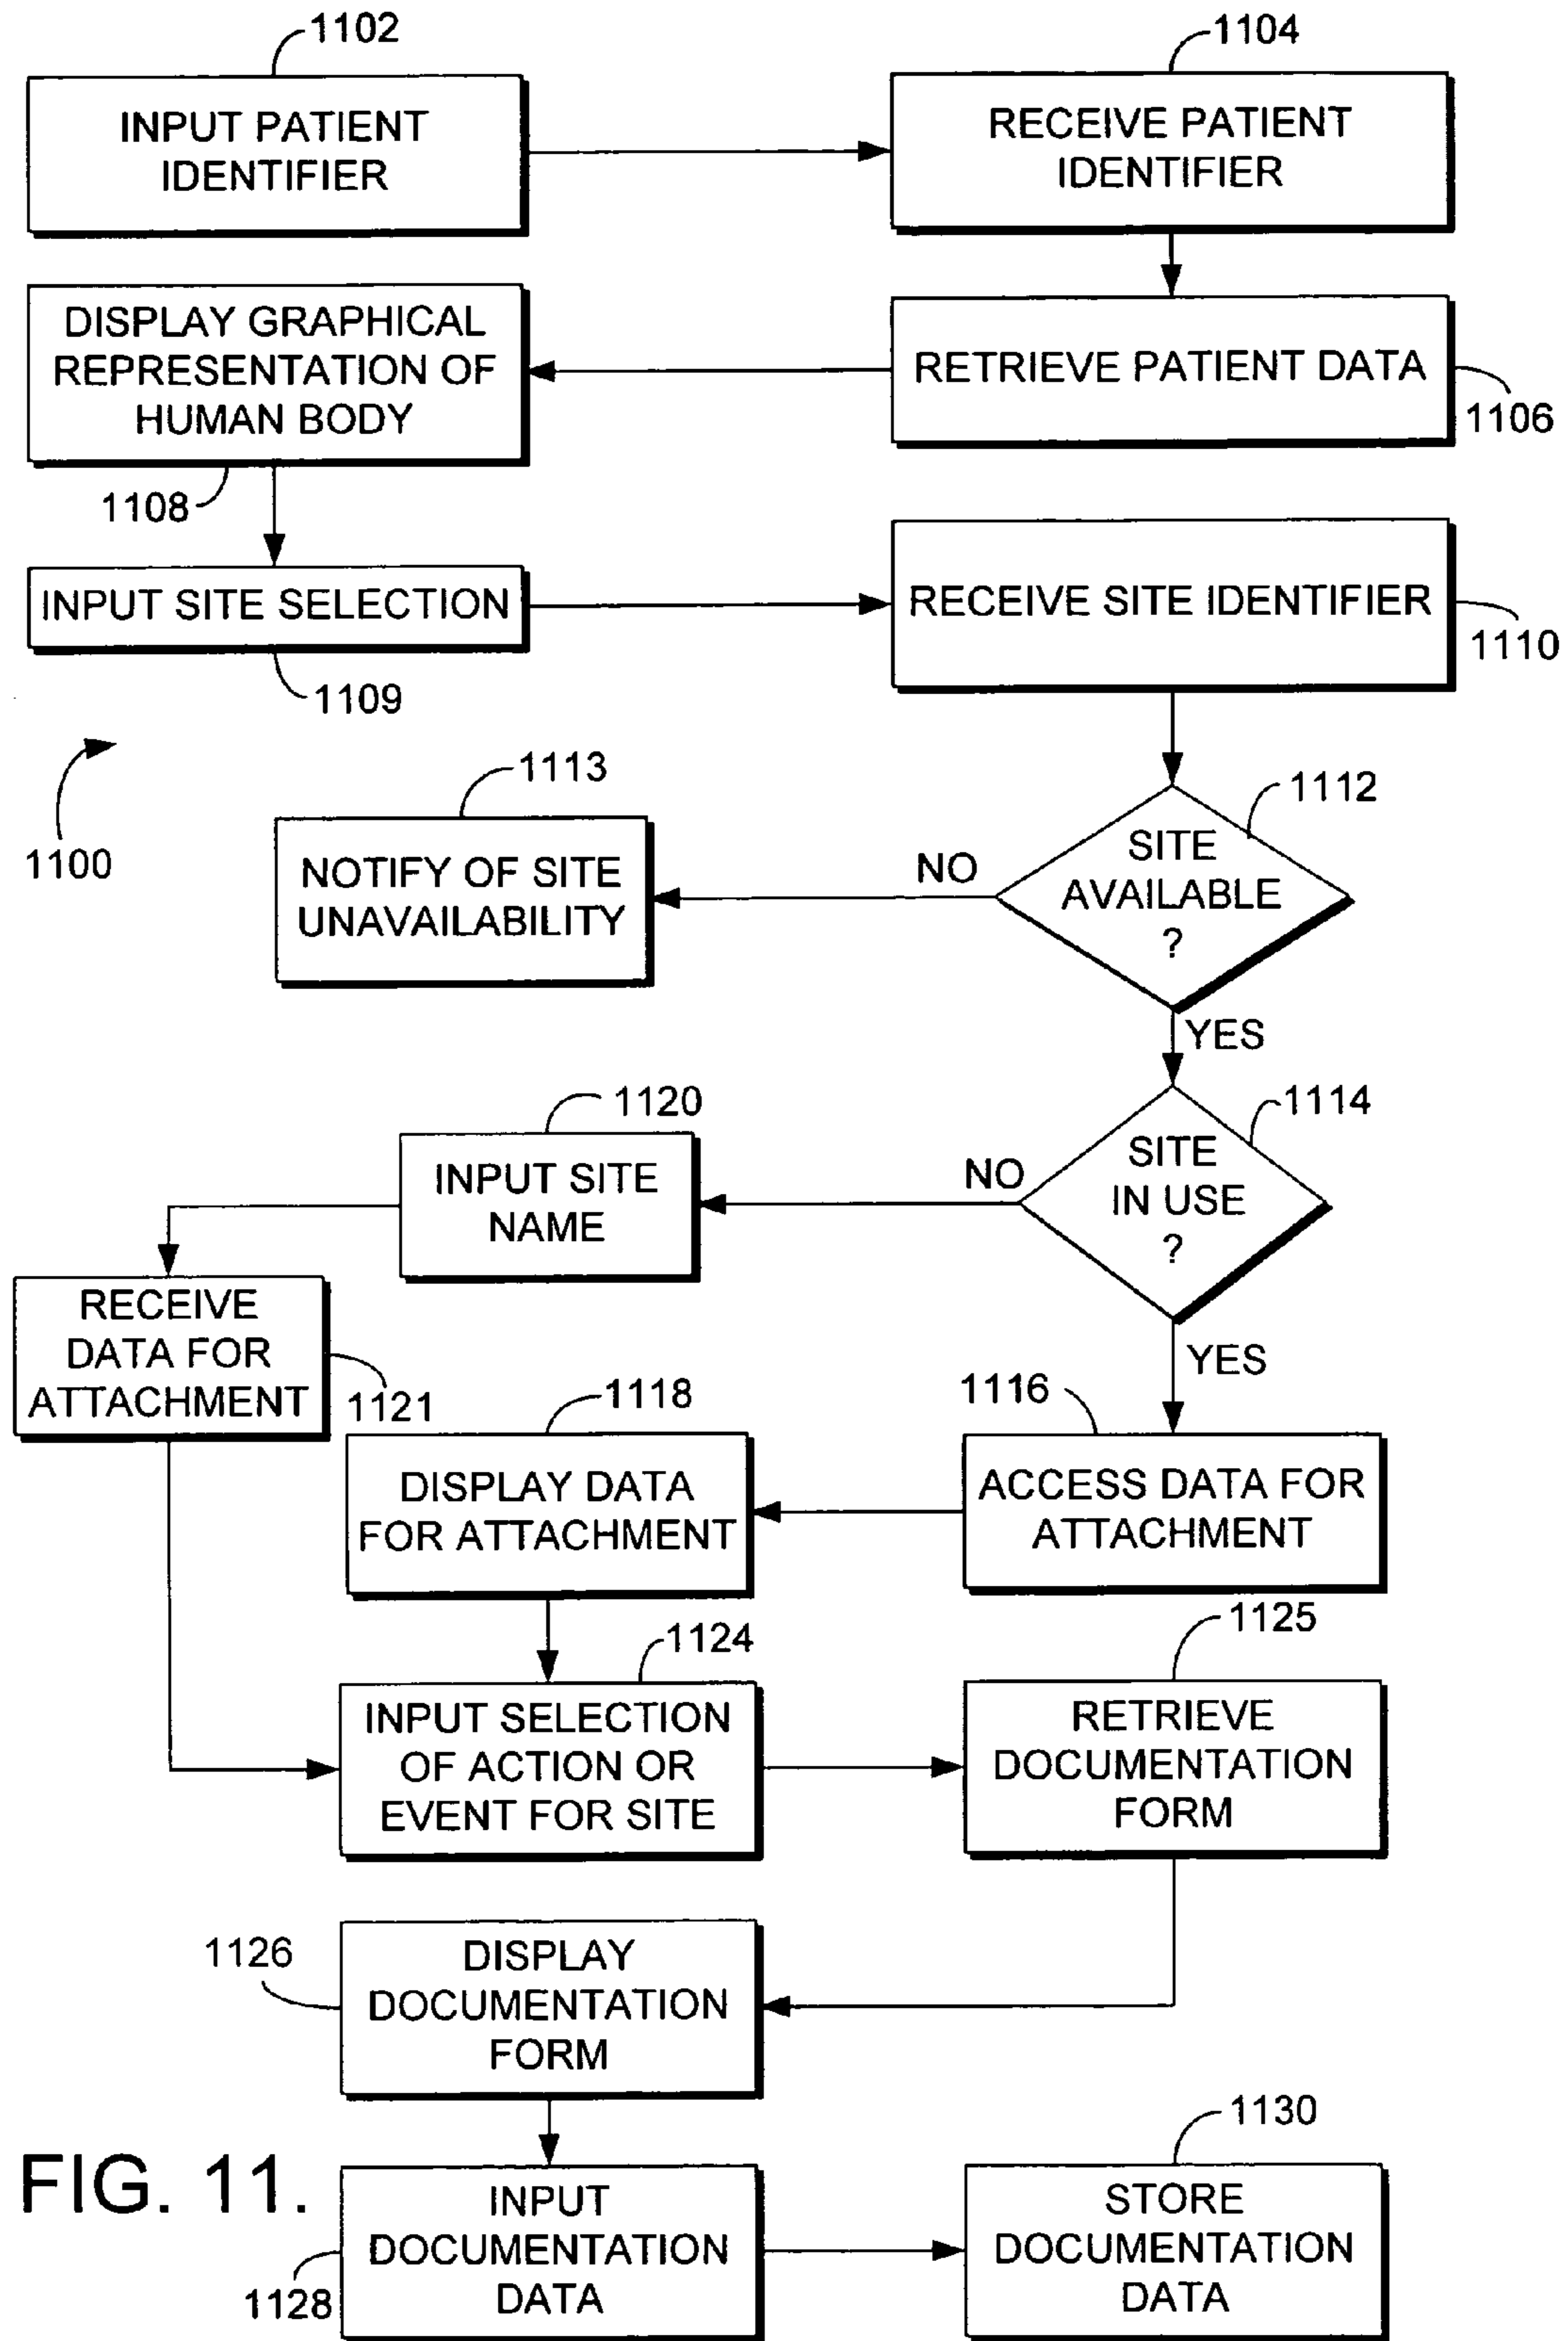 1102
1104
INPUT PATIENT
IDENTIFIER
RECEIVE PATIENT
IDENTIFIER
DISPLAY GRAPHICAL
REPRESENTATION OF
HUMAN BODY
RETRIEVE PATIENT DATA
1106
1108
INPUT SITE SELECTION
RECEIVE SITE IDENTIFIER
1110
1109
1100
1113
NOTIFY OF SITE
UNAVAILABILITY
NO
1112
SITE
AVAILABLE
?
YES
1120
INPUT SITE
NAME
NO
1114
SITE
IN USE
?
YES
RECEIVE
DATA FOR
ATTACHMENT
1121
1118
DISPLAY DATA
FOR ATTACHMENT
1116
ACCESS DATA FOR
ATTACHMENT
1124
INPUT SELECTION
OF ACTION OR
EVENT FOR SITE
1125
RETRIEVE
DOCUMENTATION
FORM
1126
DISPLAY
DOCUMENTATION
FORM
FIG. 11.
1128
INPUT
DOCUMENTATION
DATA
1130
STORE
DOCUMENTATION
DATA